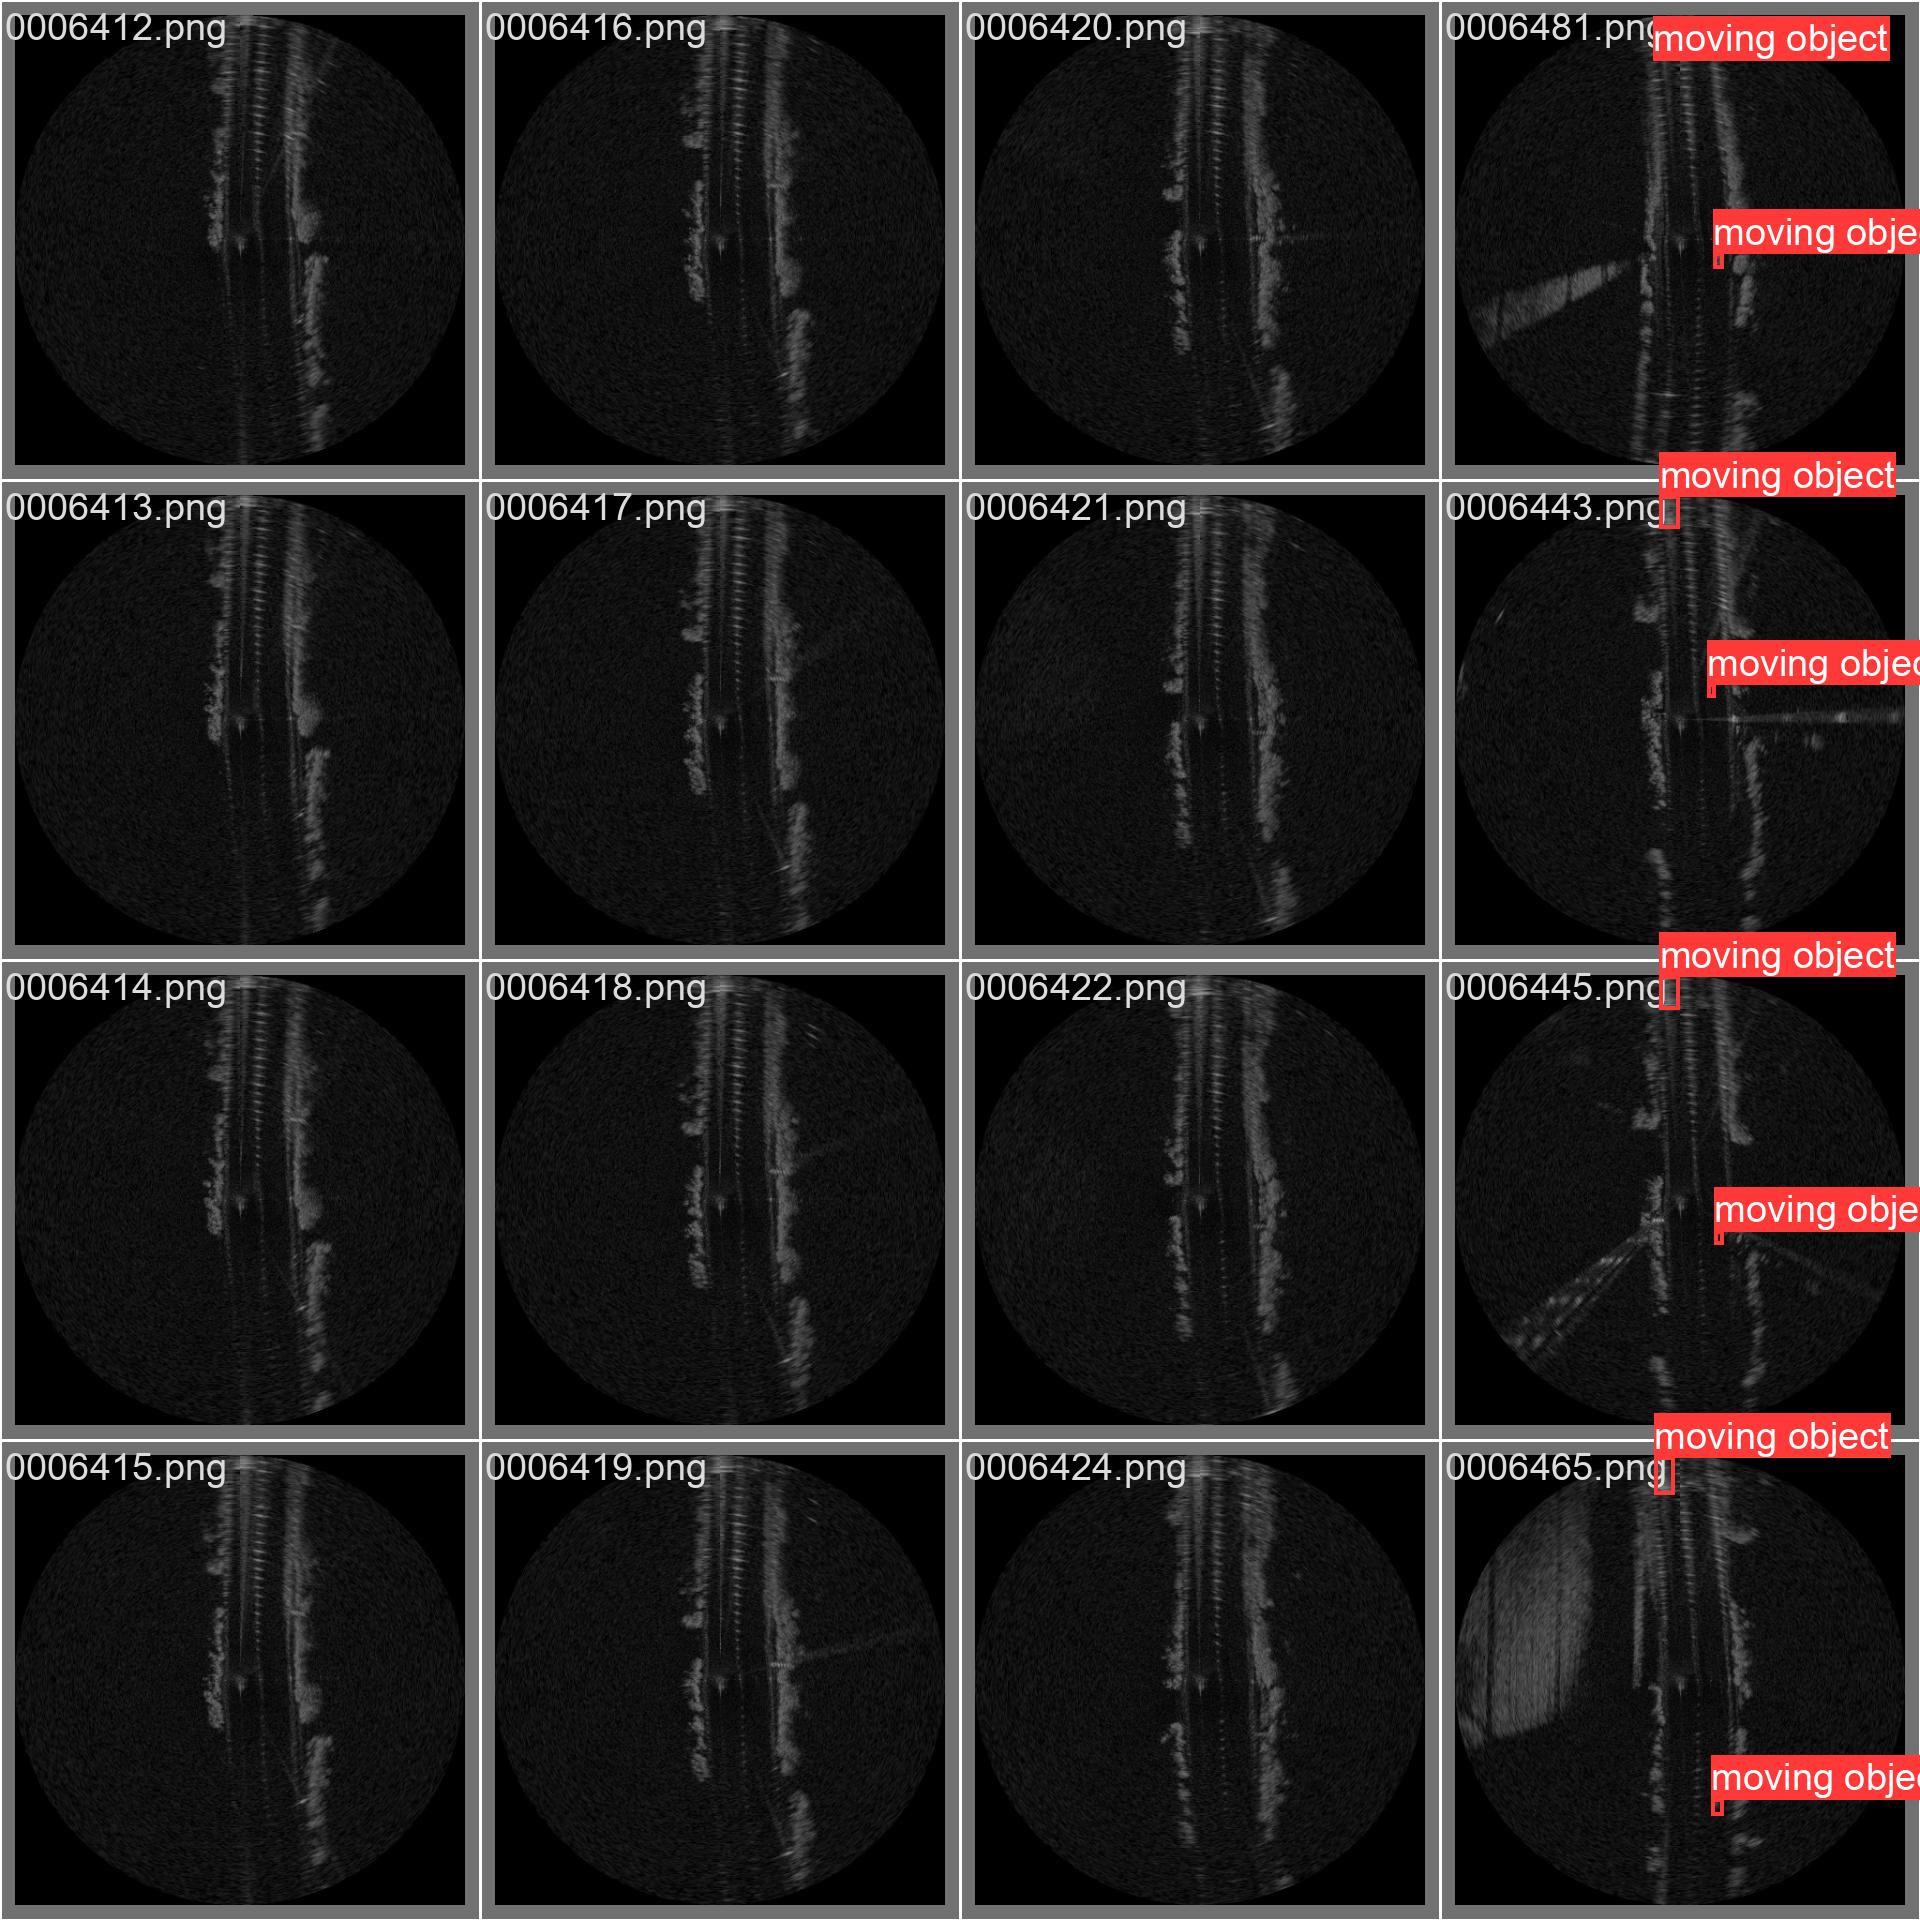 0006412.png
0006416.png
0006420.png
0006481.png
moving object
moving obje
0006413.png
0006417.png
0006421.png
moving object
0006443.png
moving objec
0006414.png
0006418.png
0006422.png
moving object
0006445.png
moving obje
0006415.png
0006419.png
0006424.png
moving object
0006465.png
moving obje